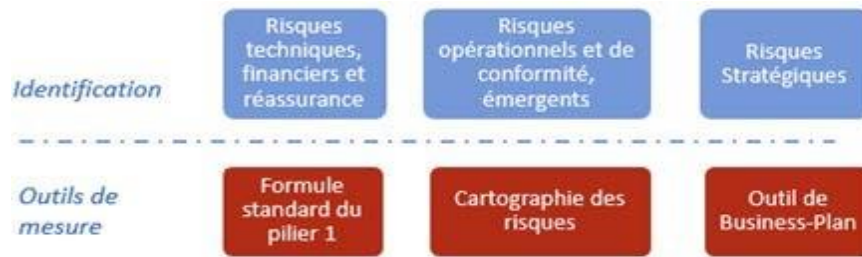 Identification
Risques
techniques,
financiers et
réassurance
Risques
opérationnels et de
conformité,
émergents
Risques
Stratégiques
Outils de
mesure
Formule
standard du
pilier 1
Cartographie des
risques
Outil de
Business-Plan